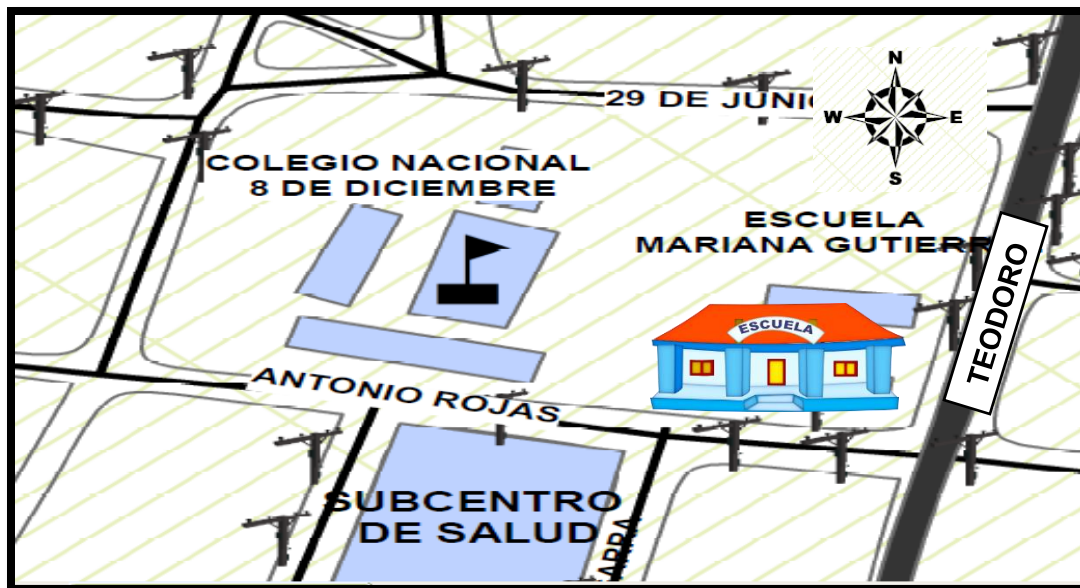 29 DE JUNIO
N
W E
S
COLEGIO NACIONAL
8 DE DICIEMBRE
ESCUELA
MARIANA GUTIERR
TEODORO
ESCUELA
ANTONIO ROJAS
SUBCENTRO
DE SALUD